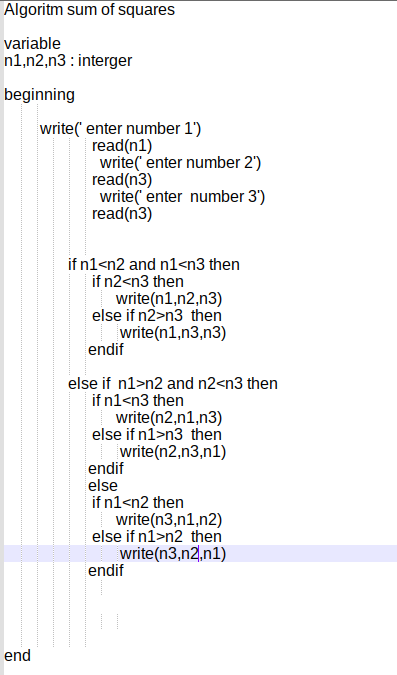 Algoritm sum of squares
variable
n1,n2,n3 : interger
beginning
write(' enter number 1')
read(n1)
write(' enter number 2')
read(n3)
write(' enter  number 3')
read(n3)
if n1<n2 and n1<n3 then
if n2<n3 then
write(n1,n2,n3)
else if n2>n3  then
write(n1,n3,n3)
endif
else if  n1>n2 and n2<n3 then
if n1<n3 then
write(n2,n1,n3)
else if n1>n3  then
write(n2,n3,n1)
endif
else
if n1<n2 then
write(n3,n1,n2)
else if n1>n2  then
write(n3,n2,n1)
endif
end